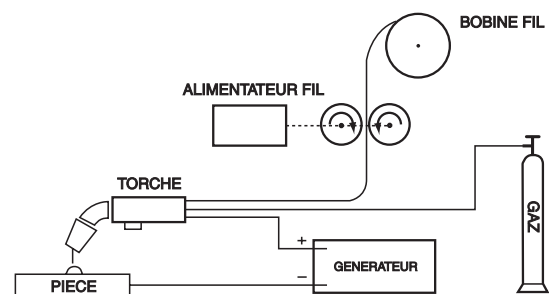 BOBINE FIL
ALIMENTATEUR FIL
TORCHE
GAZ
+
GENERATEUR
–
PIECE